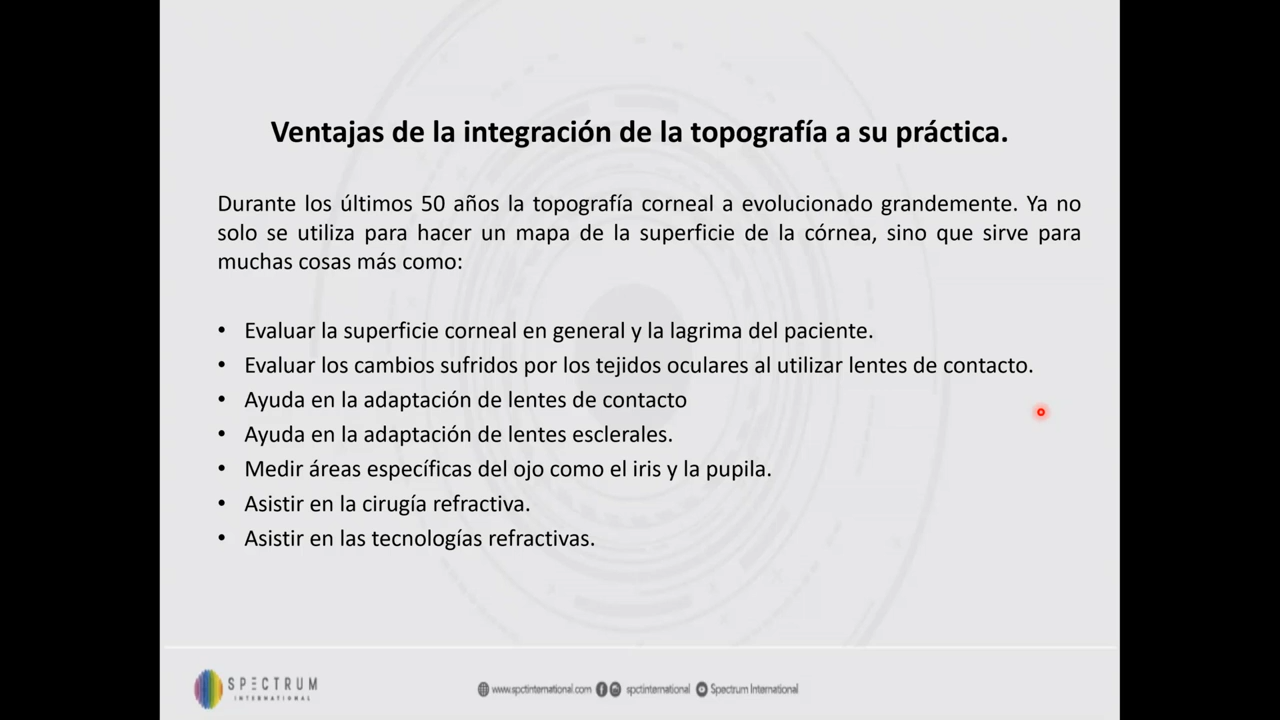 Ventajas de la integración de la topografía a su práctica.
Durante los últimos 50 años la topografía corneal a evolucionado grandemente. Ya no
solo se utiliza para hacer un mapa de la superficie de la córnea, sino que sirve para
muchas cosas más como:
• Evaluar la superficie corneal en general y la lagrima del paciente.
• Evaluar los cambios sufridos por los tejidos oculares al utilizar lentes de contacto.
• Ayuda en la adaptación de lentes de contacto
• Ayuda en la adaptación de lentes esclerales.
• Medir áreas específicas del ojo como el iris y la pupila.
• Asistir en la cirugía refractiva.
• Asistir en las tecnologías refractivas.
SPECTRUM
INTERNATIONAL
www.spctinternational.com spctinternational Spectrum International